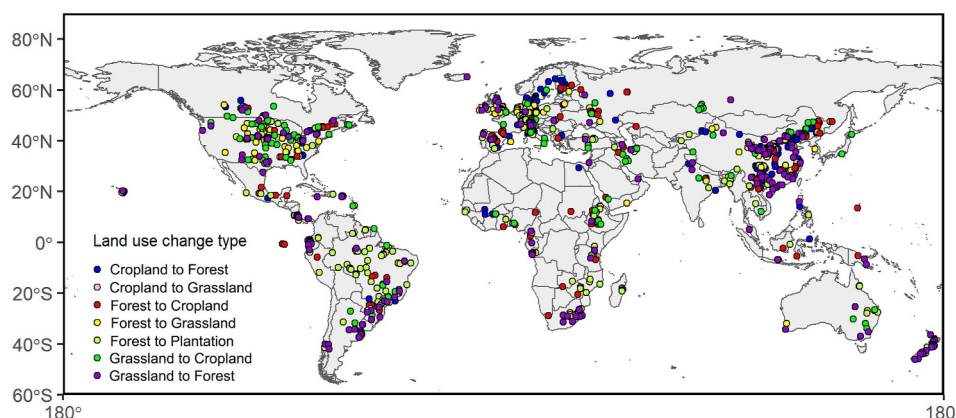 80°N
60°N
40°N
20°N
0°
20°S
40°S
60°S
Land use change type
Cropland to Forest
Cropland to Grassland
Forest to Cropland
Forest to Grassland
Forest to Plantation
Grassland to Cropland
Grassland to Forest
180°
180